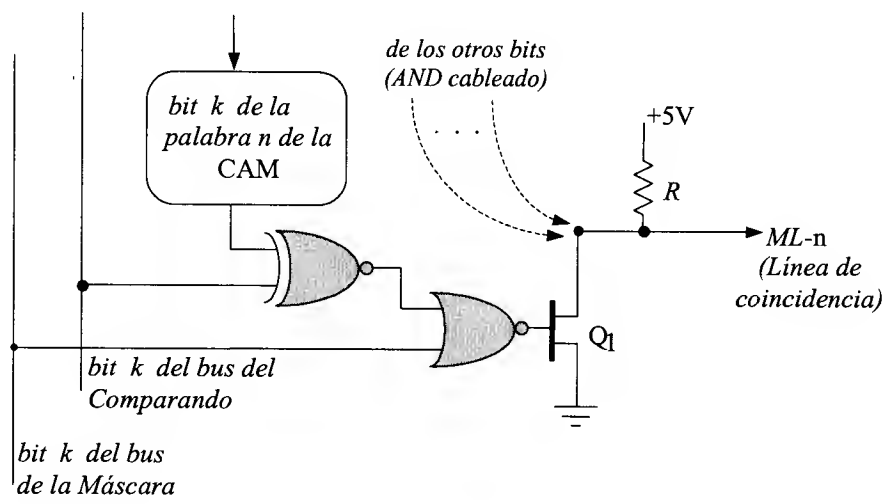 de los otros bits
(AND cableado)
. . .
bit k de la
palabra n de la
CAM
+5V
R
ML-n
(Línea de
coincidencia)
Q1
bit k del bus del
Comparando
bit k del bus
de la Máscara